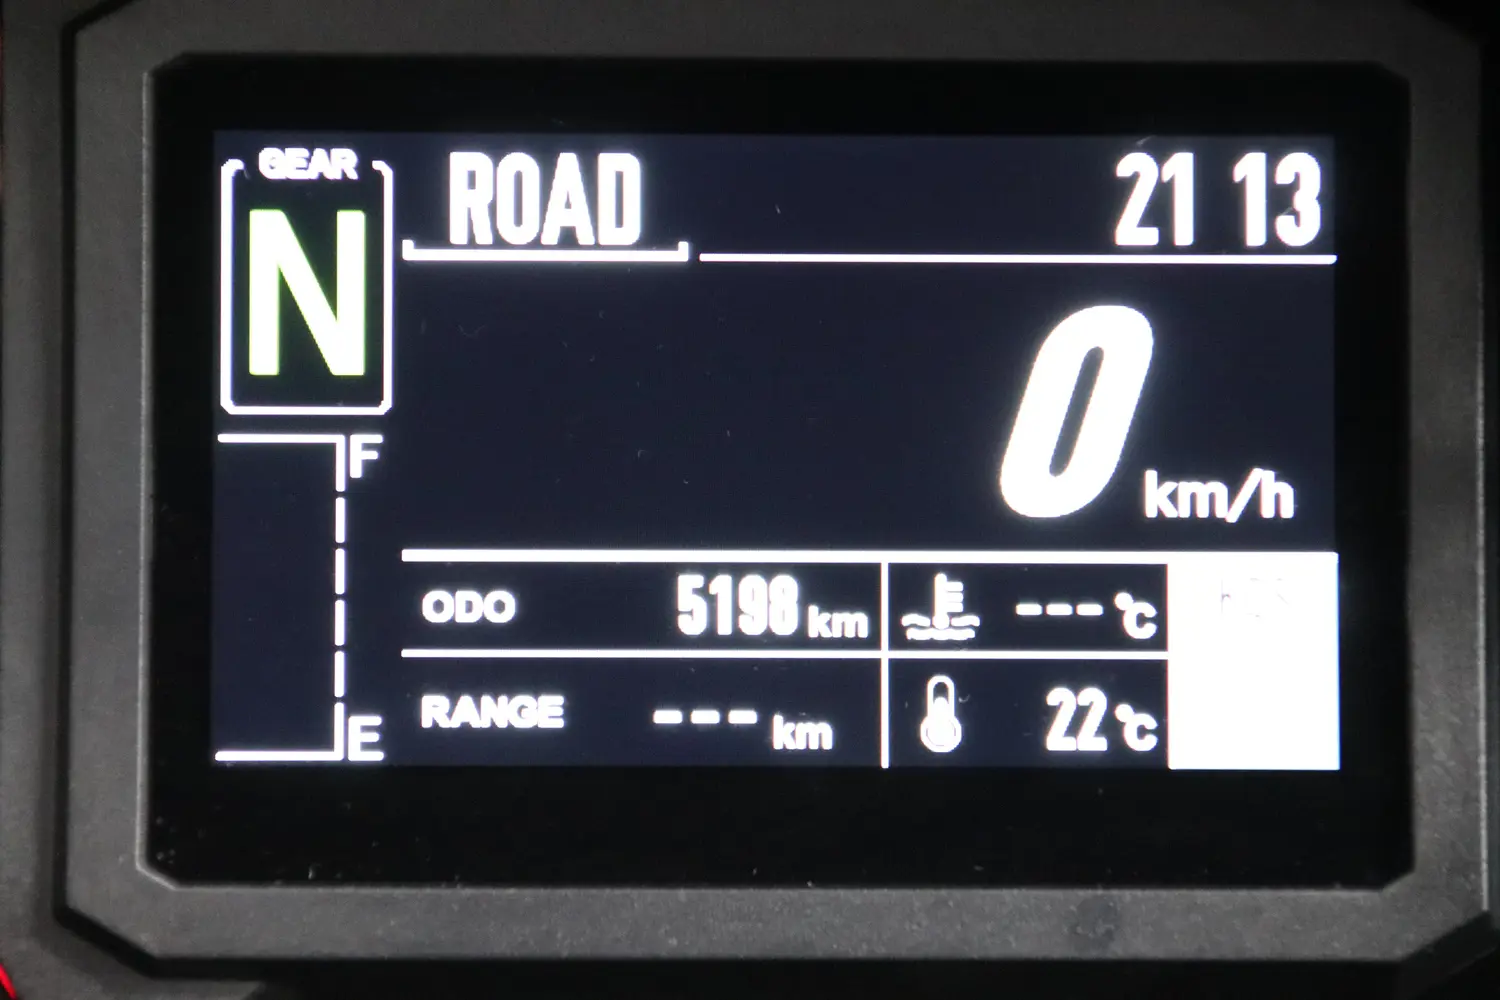 GEAR
N
ROAD
21 13
0 km/h
F
E
ODO 5198 km
--- °C
RANGE --- km
22 °C